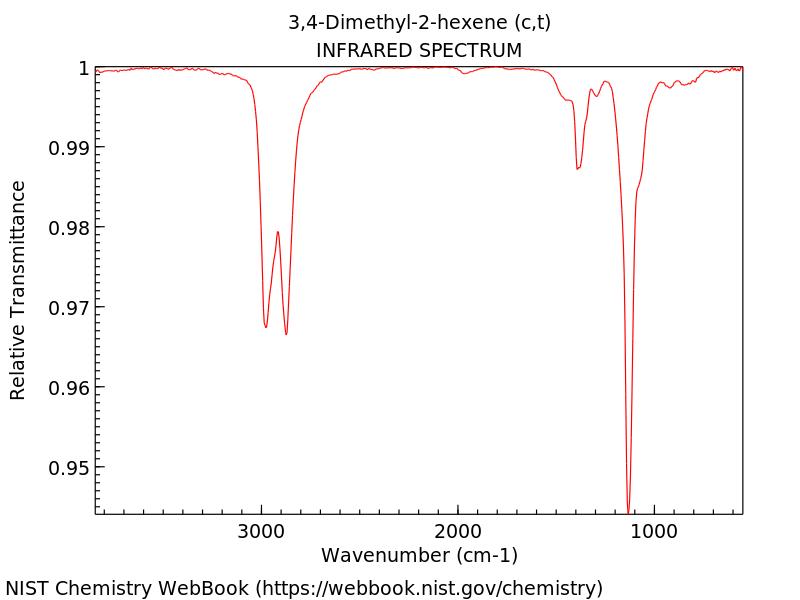 3,4-Dimethyl-2-hexene (c,t)
INFRARED SPECTRUM
1
0.99
0.98
0.97
0.96
0.95
Relative Transmittance
3000 2000 1000
Wavenumber (cm-1)
NIST Chemistry WebBook (https://webbook.nist.gov/chemistry)